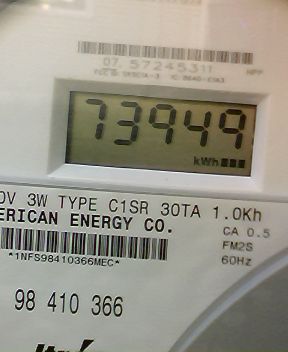 07 57245311
73949
kWh
0V 3W TYPE C1SR 30TA 1.0Kh
ERICAN ENERGY CO.
CA 0.5
FM2S
60Hz
*1NFS98410366MEC*
98 410 366